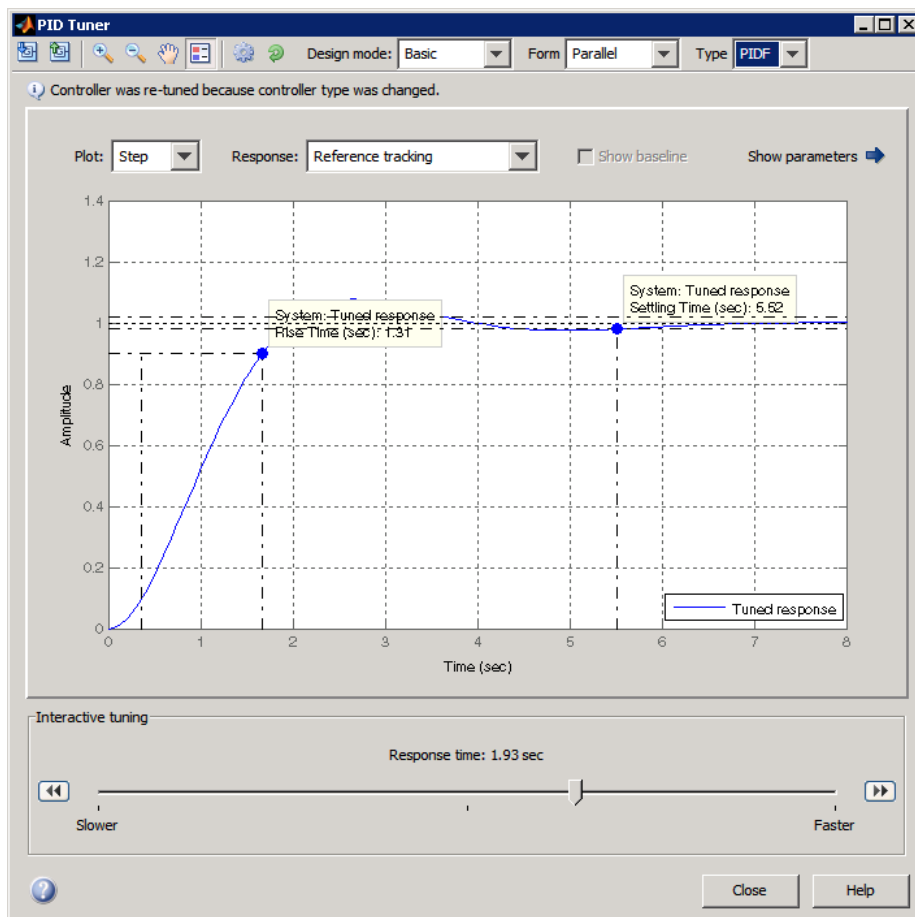 PID Tuner
Design mode: Basic Form Parallel Type PIDF
Controller was re-tuned because controller type was changed.
Plot: Step Response: Reference tracking Show baseline Show parameters
1.4
1.2
1
0.8
0.6
0.4
0.2
0
Amplitude
System: Tuned response
Settling Time (sec): 5.52
System: Tuned response
Rise Time (sec): 1.31
Tuned response
0 1 2 3 4 5 6 7 8
Time (sec)
Interactive tuning
Response time: 1.93 sec
Slower Faster
Close Help